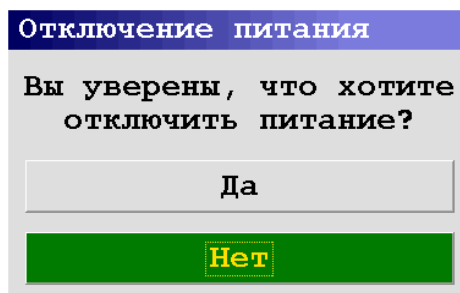 Отключение питания
Вы уверены, что хотите
отключить питание?
Да
Нет